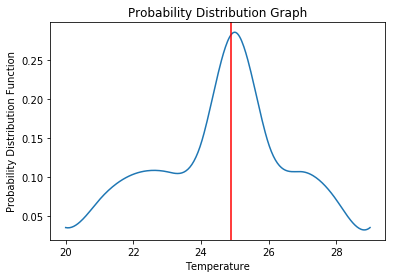 Probability Distribution Graph
Probability Distribution Function
0.25
0.20
0.15
0.10
0.05
20 22 24 26 28
Temperature